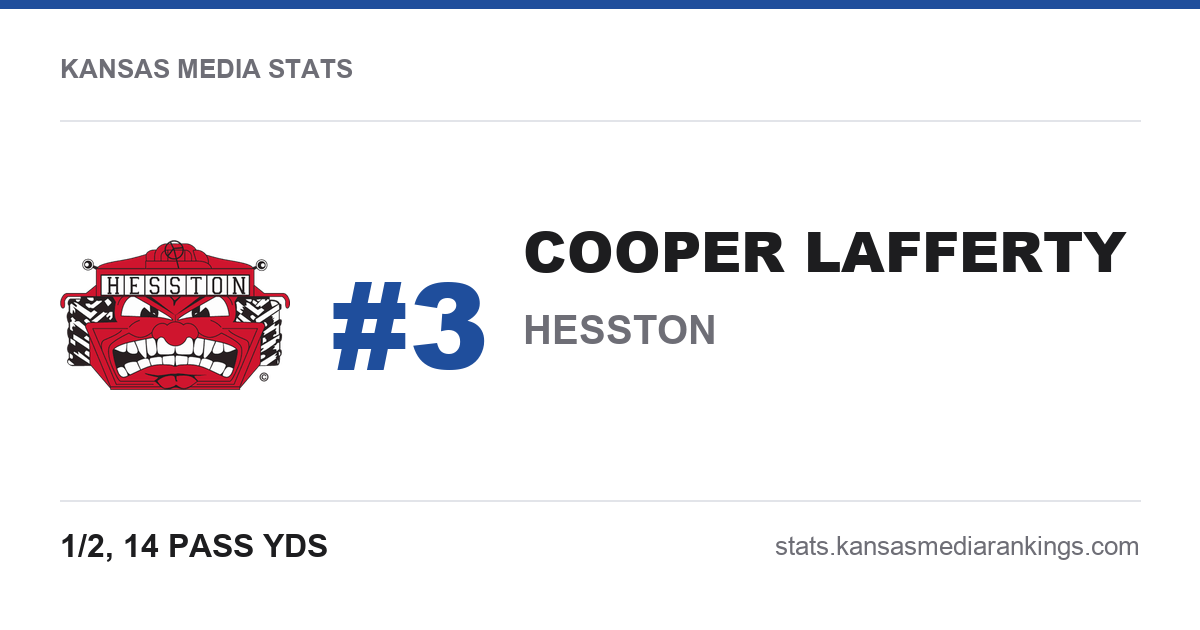 KANSAS MEDIA STATS
HESSTON
©
#3
COOPER LAFFERTY
HESSTON
1/2, 14 PASS YDS
stats.kansasmediarankings.com